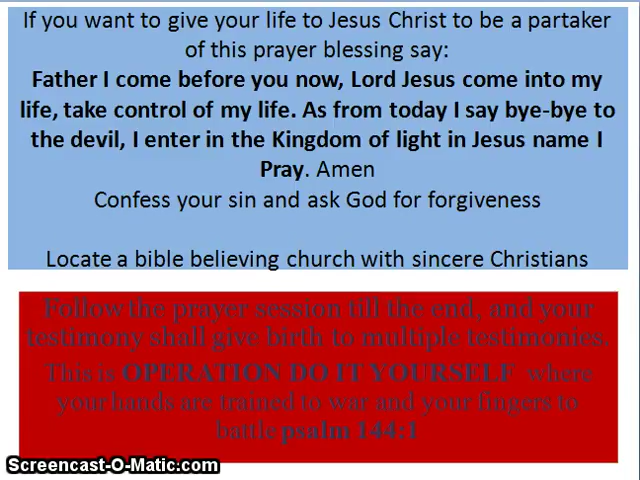 If you want to give your life to Jesus Christ to be a partaker
of this prayer blessing say:
Father I come before you now, Lord Jesus come into my
life, take control of my life. As from today I say bye-bye to
the devil, I enter in the Kingdom of light in Jesus name I
Pray. Amen
Confess your sin and ask God for forgiveness
Locate a bible believing church with sincere Christians
Follow the prayer session till the end, and your
testimony shall give birth to multiple testimonies.
This is OPERATION DO IT YOURSELF where
your hands are trained to war and your fingers to
battle psalm 144:1
Screencast-O-Matic.com